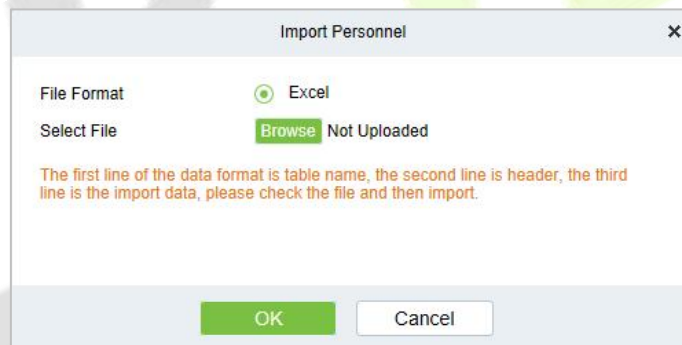 Import Personnel
File Format Excel
Select File Browse Not Uploaded
The first line of the data format is table name, the second line is header, the third
line is the import data, please check the file and then import.
OK Cancel